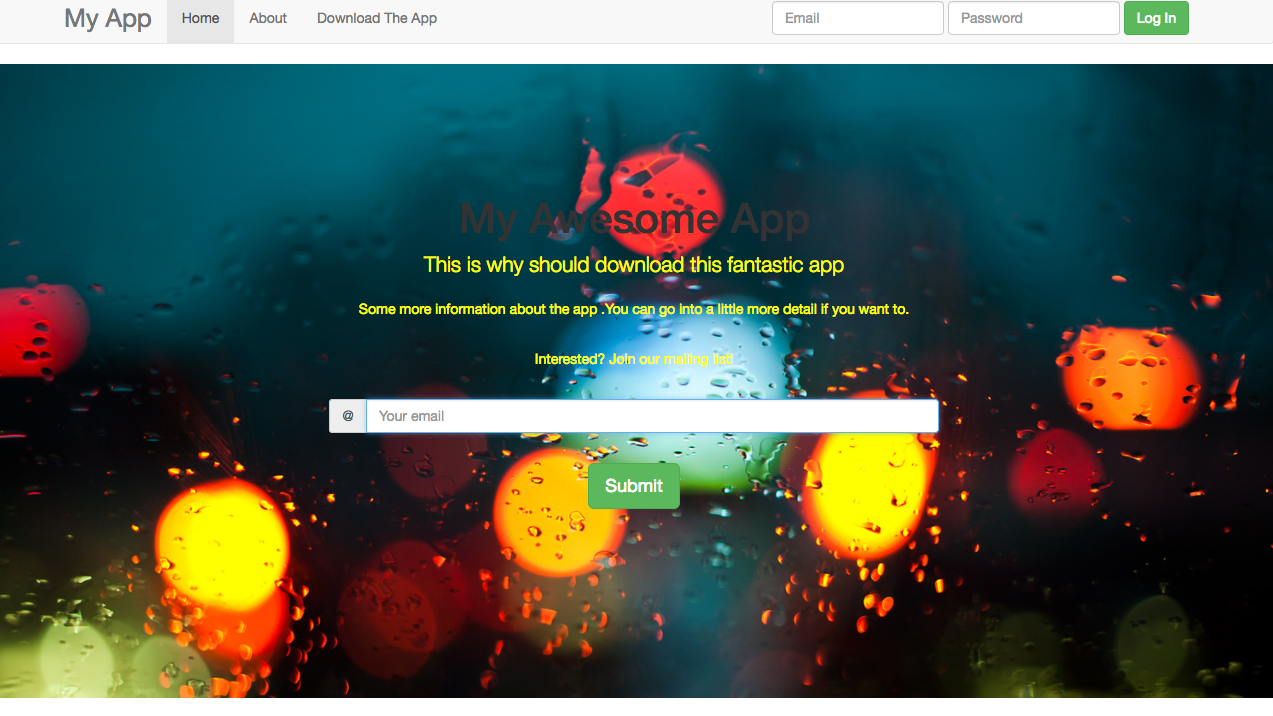 My App Home About Download The App Email Password Log In
My Awesome App
This is why should download this fantastic app
Some more information about the app .You can go into a little more detail if you want to.
Interested? Join our mailing list!
@ Your email
Submit